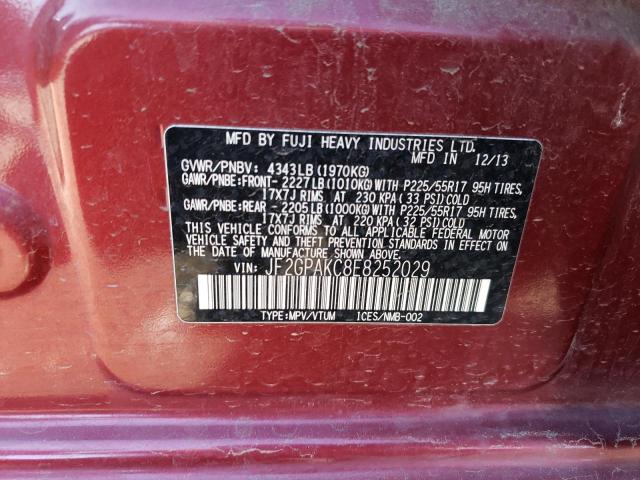 MFD BY FUJI HEAVY INDUSTRIES LTD.
MFD IN 12/13
GVWR/PNBV: 4343LB (1970KG)
GAWR/PNBE: FRONT- 2227LB (1010KG) WITH P225/55R17 95H TIRES,
17X7J RIMS AT 230 KPA (33 PSI) COLD
GAWR/PNBE: REAR - 2205LB (1000KG) WITH P225/55R17 95H TIRES,
17X7J RIMS AT 220 KPA (32 PSI) COLD
THIS VEHICLE CONFORMS TO ALL APPLICABLE FEDERAL MOTOR
VEHICLE SAFETY AND BUMPER STANDARDS IN EFFECT ON
THE DATE OF MANUFACTURE SHOWN ABOVE.
VIN: JF2GPAKC8E8252029
TYPE:MPV/VTUM ICES/NMB-002